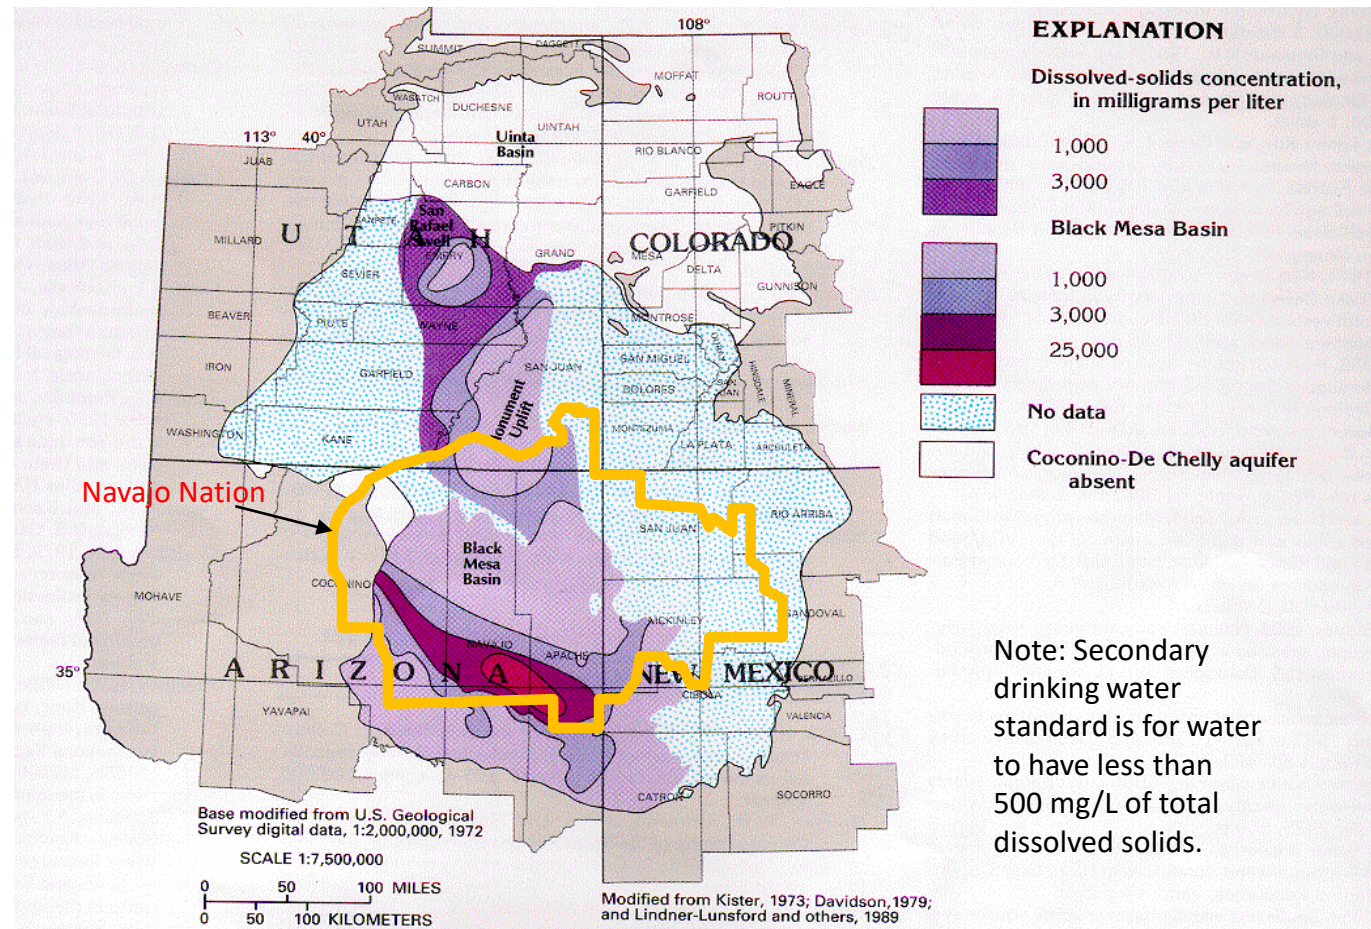 108°
SUMMIT
DAGGETT
MOFFAT
ROUTT
WASATCH
DUCHESNE
UINTAH
UTAH
Uinta
Basin
113°
40°
JUAB
RIO BLANCO
CARBON
GARFIELD
EAGLE
San
Rafael
Swell
SANPETE
PITKIN
MILLARD
UTAH
COLORADO
EMERY
GRAND
MESA
DELTA
SEVIER
GUNNISON
BEAVER
PIUTE
WAYNE
MONTROSE
OURAY
IRON
GARFIELD
SAN JUAN
SAN MIGUEL
HINSDALE
DOLORES
SAN
JUAN
MINERAL
Monument
Uplift
WASHINGTON
KANE
MONTEZUMA
LA PLATA
ARCHULETA
Navajo Nation
SAN JUAN
RIO ARRIBA
Black
Mesa
Basin
COCONINO
MOHAVE
MCKINLEY
SANDOVAL
NAVAJO
APACHE
35°
ARIZONA
NEW MEXICO
CIBOLA
YAVAPAI
VALENCIA
CATRON
SOCORRO
Base modified from U.S. Geological
Survey digital data, 1:2,000,000, 1972
SCALE 1:7,500,000
0 50 100 MILES
0 50 100 KILOMETERS
Modified from Kister, 1973; Davidson,1979;
and Lindner-Lunsford and others, 1989
EXPLANATION
Dissolved-solids concentration,
in milligrams per liter
1,000
3,000
Black Mesa Basin
1,000
3,000
25,000
No data
Coconino-De Chelly aquifer
absent
Note: Secondary
drinking water
standard is for water
to have less than
500 mg/L of total
dissolved solids.